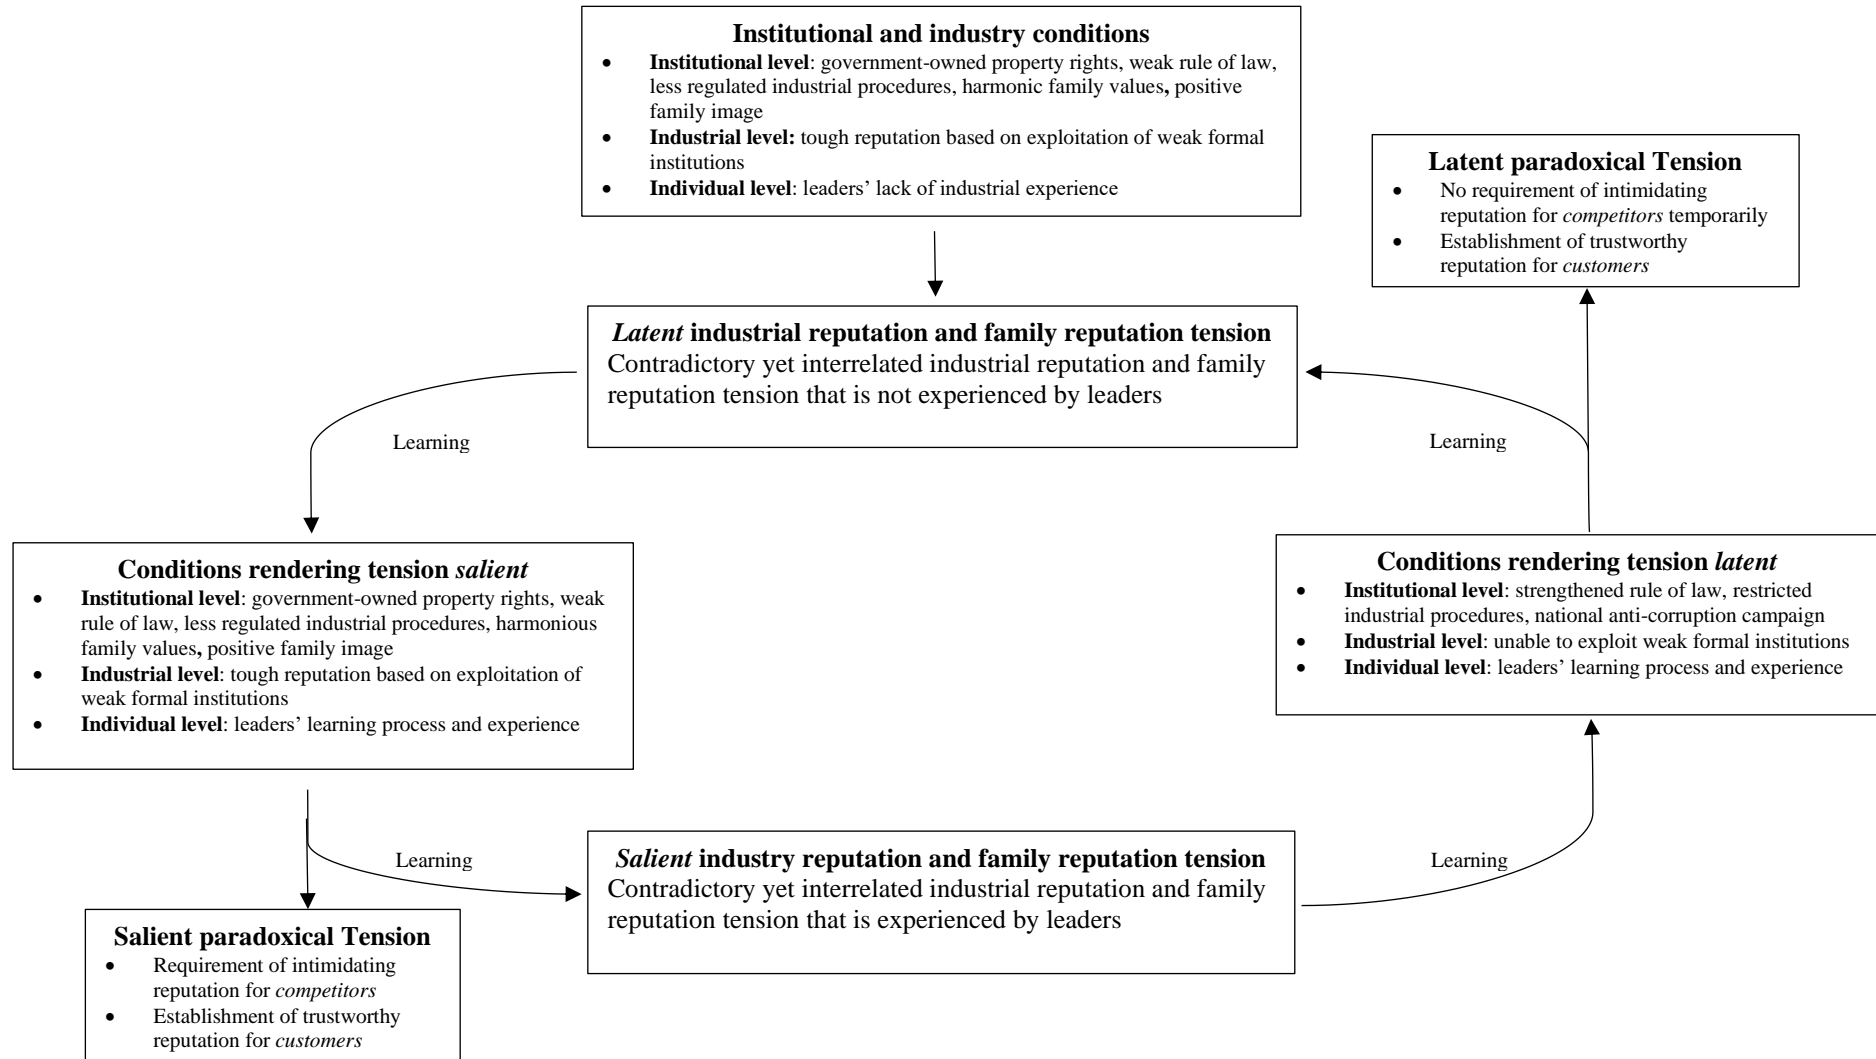 Institutional and industry conditions
• Institutional level: government-owned property rights, weak rule of law,
less regulated industrial procedures, harmonic family values, positive
family image
• Industrial level: tough reputation based on exploitation of weak formal
institutions
• Individual level: leaders’ lack of industrial experience
Latent paradoxical Tension
• No requirement of intimidating
reputation for competitors temporarily
• Establishment of trustworthy
reputation for customers
Latent industrial reputation and family reputation tension
Contradictory yet interrelated industrial reputation and family
reputation tension that is not experienced by leaders
Learning
Learning
Conditions rendering tension salient
• Institutional level: government-owned property rights, weak
rule of law, less regulated industrial procedures, harmonious
family values, positive family image
• Industrial level: tough reputation based on exploitation of
weak formal institutions
• Individual level: leaders’ learning process and experience
Conditions rendering tension latent
• Institutional level: strengthened rule of law, restricted
industrial procedures, national anti-corruption campaign
• Industrial level: unable to exploit weak formal institutions
• Individual level: leaders’ learning process and experience
Learning
Salient industry reputation and family reputation tension
Contradictory yet interrelated industrial reputation and family
reputation tension that is experienced by leaders
Learning
Salient paradoxical Tension
• Requirement of intimidating
reputation for competitors
• Establishment of trustworthy
reputation for customers